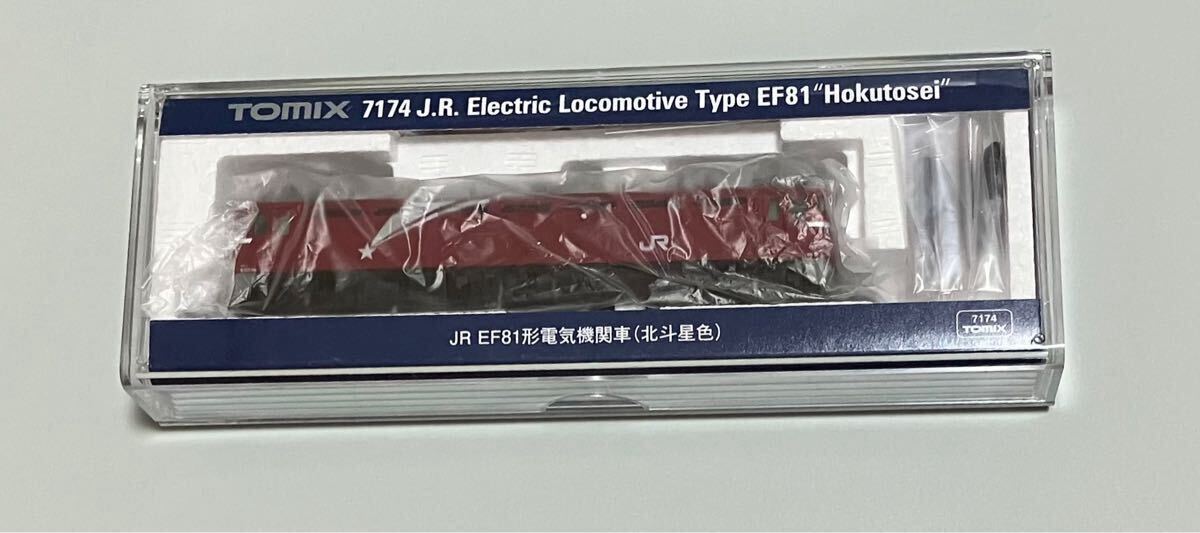 TOMIX 7174 J.R. Electric Locomotive Type EF81 "Hokutosei"
JR
JR EF81形電気機関車(北斗星色)
7174
TOMIX